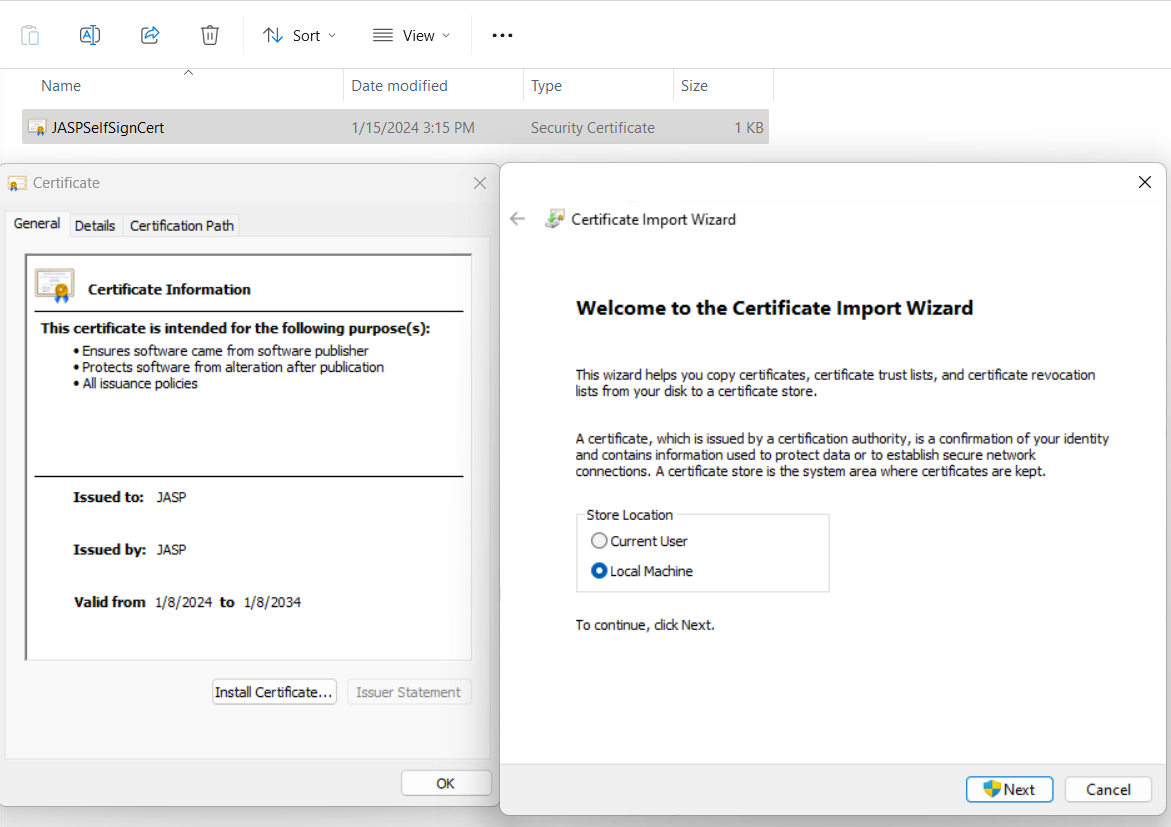 Sort
View
Name
Date modified
Type
Size
JASPSelfSignCert
1/15/2024 3:15 PM
Security Certificate
1 KB
Certificate
General
Details
Certification Path
Certificate Information
This certificate is intended for the following purpose(s):
• Ensures software came from software publisher
• Protects software from alteration after publication
• All issuance policies
Issued to: JASP
Issued by: JASP
Valid from 1/8/2024 to 1/8/2034
Install Certificate...
Issuer Statement
OK
Certificate Import Wizard
Welcome to the Certificate Import Wizard
This wizard helps you copy certificates, certificate trust lists, and certificate revocation
lists from your disk to a certificate store.
A certificate, which is issued by a certification authority, is a confirmation of your identity
and contains information used to protect data or to establish secure network
connections. A certificate store is the system area where certificates are kept.
Store Location
Current User
Local Machine
To continue, click Next.
Next
Cancel